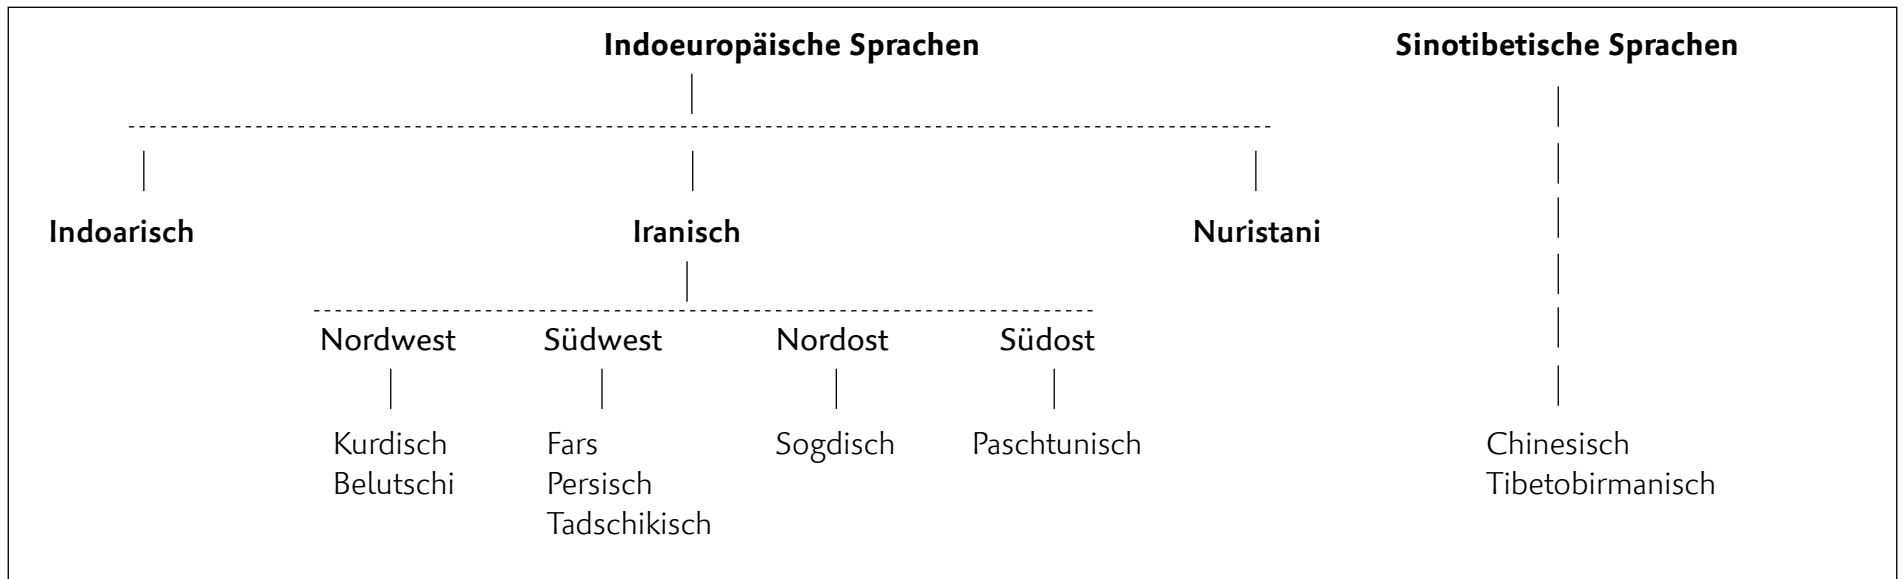 Indoeuropäische Sprachen
Sinotibetische Sprachen
Indoarisch
Iranisch
Nuristani
Nordwest
Südwest
Nordost
Südost
Kurdisch
Belutschi
Fars
Persisch
Tadschikisch
Sogdisch
Paschtunisch
Chinesisch
Tibetobirmanisch